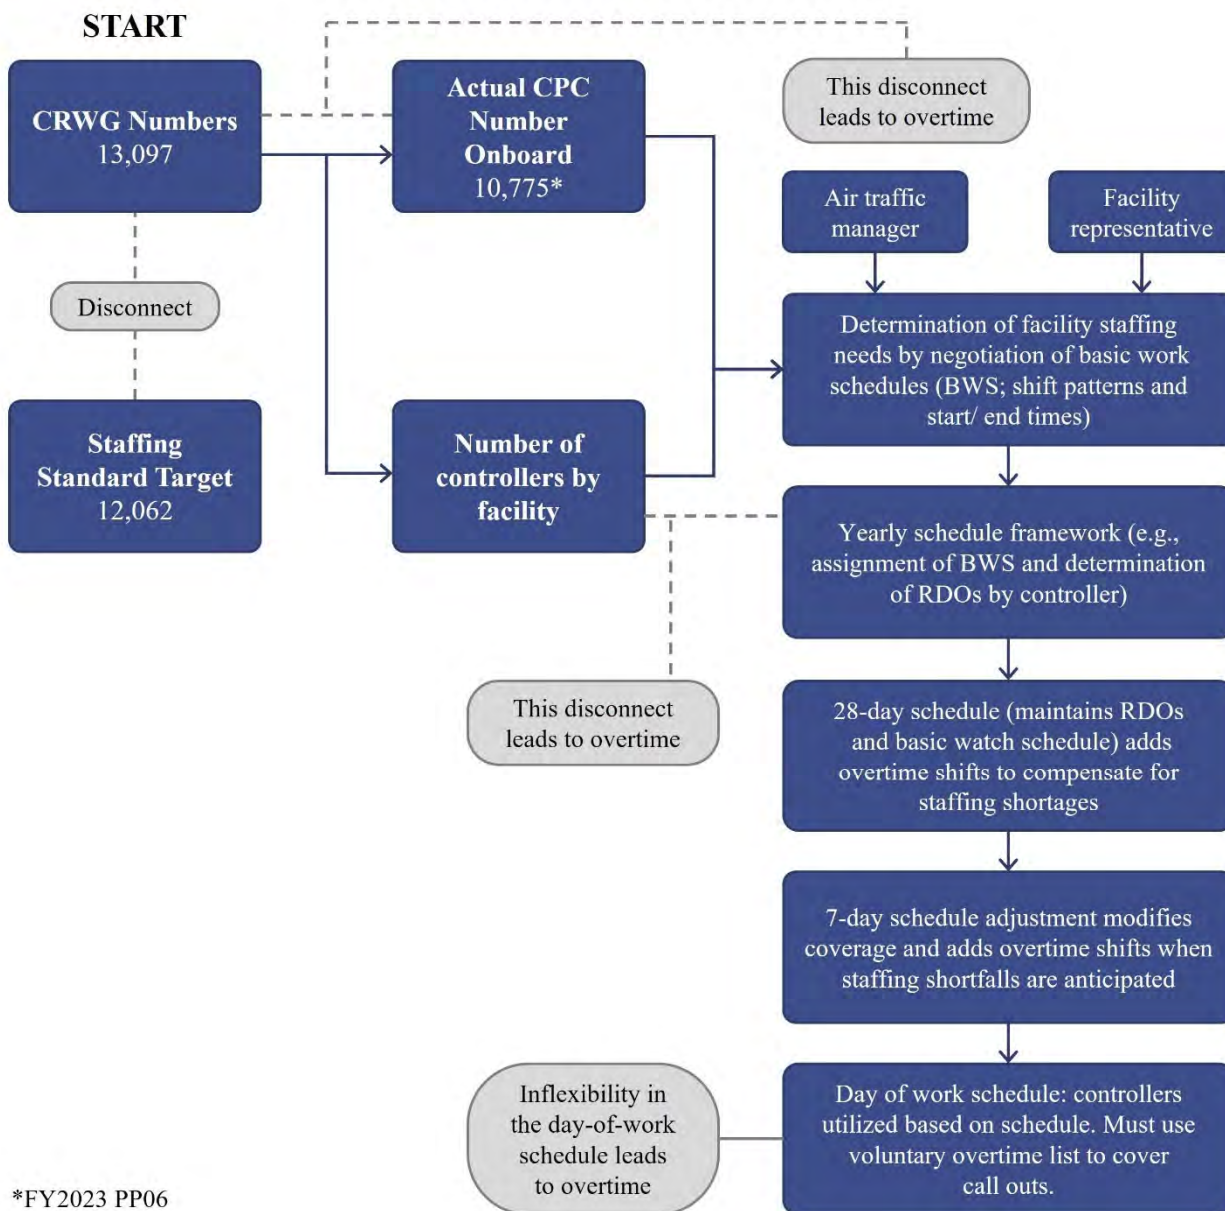 START
CRWG Numbers
13,097
Actual CPC
Number
Onboard
10,775*
This disconnect
leads to overtime
Air traffic
manager
Facility
representative
Disconnect
Determination of facility staffing
needs by negotiation of basic work
schedules (BWS; shift patterns and
start/ end times)
Staffing
Standard Target
12,062
Number of
controllers by
facility
Yearly schedule framework (e.g.,
assignment of BWS and determination
of RDOs by controller)
This disconnect
leads to overtime
28-day schedule (maintains RDOs
and basic watch schedule) adds
overtime shifts to compensate for
staffing shortages
7-day schedule adjustment modifies
coverage and adds overtime shifts when
staffing shortfalls are anticipated
Inflexibility in
the day-of-work
schedule leads
to overtime
Day of work schedule: controllers
utilized based on schedule. Must use
voluntary overtime list to cover
call outs.
*FY2023 PP06